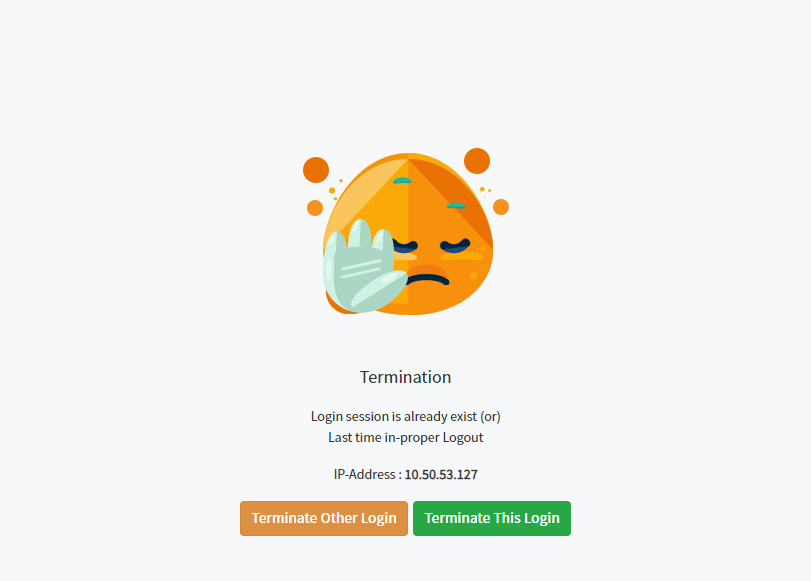 Termination
Login session is already exist (or)
Last time in-proper Logout
IP-Address : 10.50.53.127
Terminate Other Login Terminate This Login